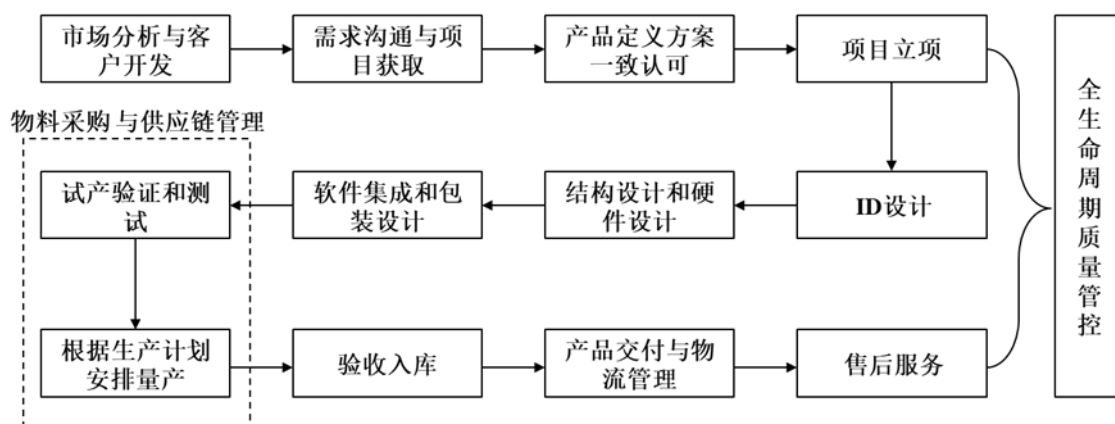 市场分析与客
户开发
需求沟通与项
目获取
产品定义方案
一致认可
项目立项
物料采购与供应链管理
试产验证和测
试
软件集成和包
装设计
结构设计和硬
件设计
ID设计
根据生产计划
安排量产
验收入库
产品交付与物
流管理
售后服务
全生命周期质量管控